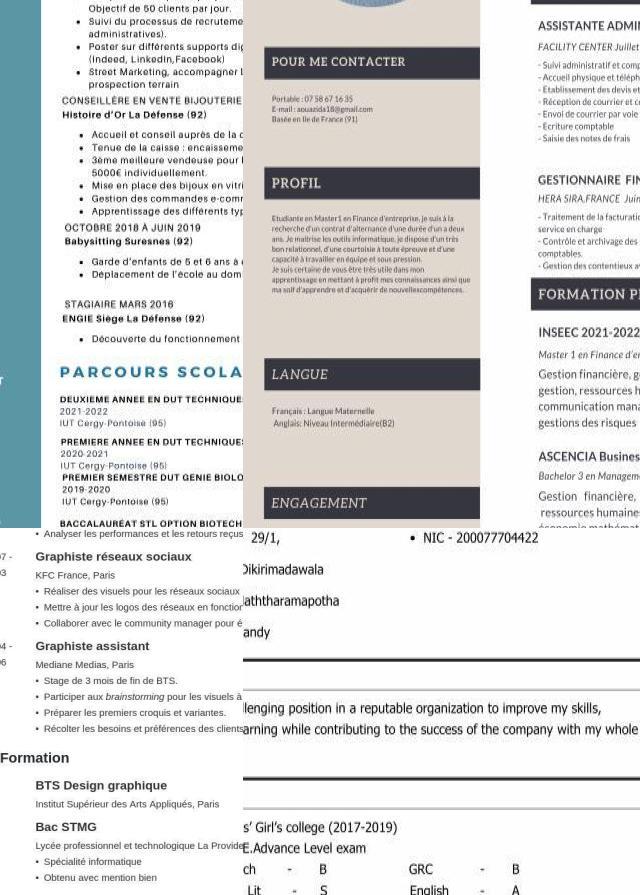 Objectif de 50 clients par jour.
Suivi du processus de recruteme
administratives).
Poster sur différents supports dig
(Indeed, LinkedIn,Facebook)
Street Marketing, accompagner l
prospection terrain
CONSEILLÈRE EN VENTE BIJOUTERIE
Histoire d'Or La Défense (92)
Accueil et conseil auprès de la c
Tenue de la caisse : encaisseme
3ème meilleure vendeuse pour l
5000€ individuellement.
Mise en place des bijoux en vitri
Gestion des commandes e-comm
Apprentissage des différents typ
OCTOBRE 2018 À JUIN 2019
Babysitting Suresnes (92)
Garde d'enfants de 5 et 6 ans à
Déplacement de l'école au dom
STAGIAIRE MARS 2016
ENGIE Siège La Défense (92)
Découverte du fonctionnement
PARCOURS SCOLA
DEUXIEME ANNEE EN DUT TECHNIQUE
2021-2022
IUT Cergy-Pontoise (95)
PREMIERE ANNEE EN DUT TECHNIQUES
2020-2021
IUT Cergy-Pontoise (95)
PREMIER SEMESTRE DUT GENIE BIOLO
2019-2020
IUT Cergy-Pontoise (95)
BACCALAURÉAT STL OPTION BIOTECH
POUR ME CONTACTER
Portable : 07 58 67 16 35
E-mail : aouazida18@gmail.com
Basée en Ile de France (91)
PROFIL
Etudiante en Master1 en Finance d'entreprise, je suis à la
recherche d'un contrat d'alternance d'une durée d'un a deux
ans. Je maitrise les outils informatique, je dispose d'un très
bon relationnel, d'une courtoisie à toute épreuve et d'une
capacité à travailler en équipe et sous pression.
Je suis certaine de vous être très utile dans mon
apprentissage en mettant à profit mes connaissances ainsi que
ma soif d'apprendre et d'acquérir de nouvellescompétences.
LANGUE
Français : Langue Maternelle
Anglais: Niveau Intermédiaire(B2)
ENGAGEMENT
ASSISTANTE ADMIN
FACILITY CENTER Juillet
- Suivi administratif et comp
- Accueil physique et téléph
- Etablissement des devis et
- Réception de courrier et c
- Envoi de courrier par voie
- Ecriture comptable
- Saisie des notes de frais
GESTIONNAIRE FIN
HERA SIRA.FRANCE Juin
- Traitement de la facturatio
service en charge
- Contrôle et archivage des
comptables.
- Gestion des contentieux a
FORMATION P
INSEEC 2021-2022
Master 1 en Finance d'e
Gestion financière, g
gestion, ressources h
communication mana
gestions des risques
ASCENCIA Busines
Bachelor 3 en Managem
Gestion financière,
ressources humaine
• Analyser les performances et les retours reçus
07 -
03
Graphiste réseaux sociaux
KFC France, Paris
• Réaliser des visuels pour les réseaux sociaux
• Mettre à jour les logos des réseaux en fonction
• Collaborer avec le community manager pour é
04 -
06
Graphiste assistant
Mediane Medias, Paris
• Stage de 3 mois de fin de BTS.
• Participer aux brainstorming pour les visuels à
• Préparer les premiers croquis et variantes.
• Récolter les besoins et préférences des clients
Formation
BTS Design graphique
Institut Supérieur des Arts Appliqués, Paris
Bac STMG
Lycée professionnel et technologique La Provide
• Spécialité informatique
• Obtenu avec mention bien
29/1,
• NIC - 200077704422
Dikirimadawala
aththaramapotha
andy
llenging position in a reputable organization to improve my skills,
arning while contributing to the success of the company with my whole
s' Girl's college (2017-2019)
E.Advance Level exam
ch - B GRC - B
Lit - S English - A